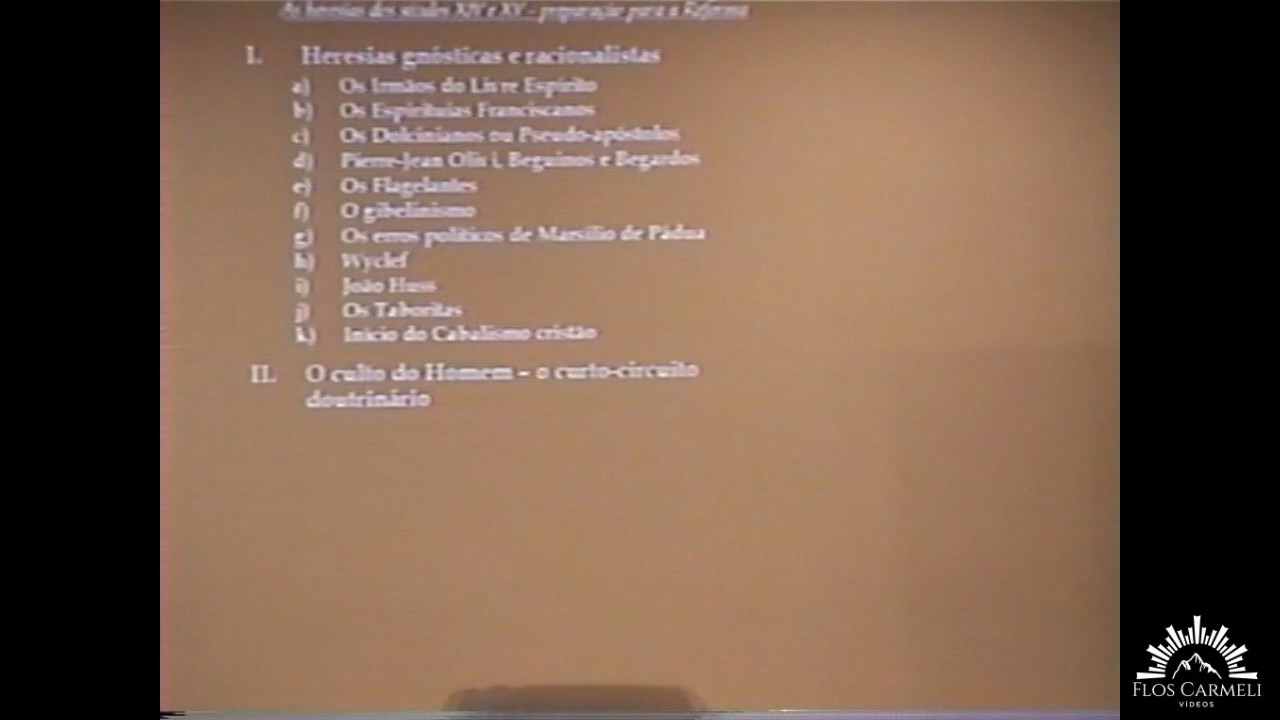 As heresias dos séculos XIV e XV - preparação para a Reforma
I. Heresias gnósticas e racionalistas
a) Os Irmãos do Livre Espírito
b) Os Espirituias Franciscanos
c) Os Dolcinianos ou Pseudo-apóstolos
d) Pierre-Jean Olivi, Beguinos e Begardos
e) Os Flagelantes
f) O gibelinismo
g) Os erros políticos de Marsílio de Pádua
h) Wyclef
i) João Huss
j) Os Taboritas
k) Início do Cabalismo cristão
II. O culto do Homem – o curto-circuito
doutrinário
FLOS CARMELI
VÍDEOS